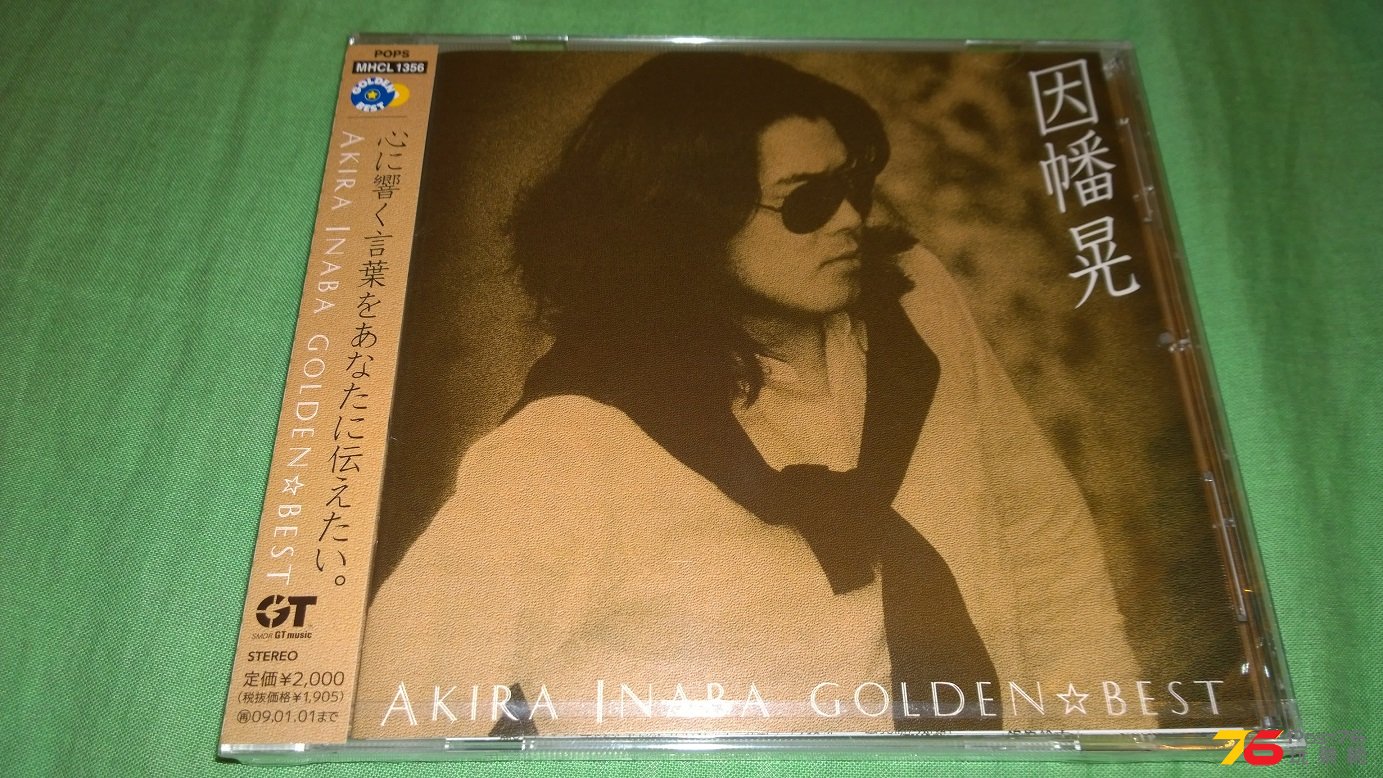 POPS
MHCL 1356
GOLDEN
BEST
心に響く言葉をあなたに伝えたい。
AKIRA INABA GOLDEN☆BEST
GT
SMDR GT music
STEREO
定価¥2,000
(税抜価格¥1,905)
09.01.01まで
因幡晃
AKIRA INABA GOLDEN☆BEST
76